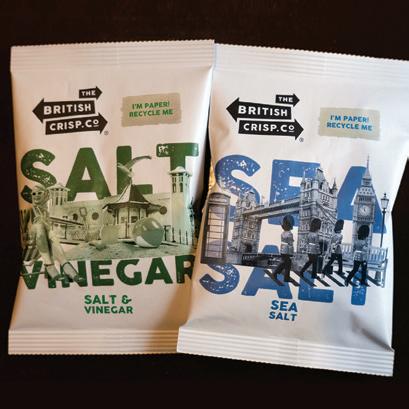 THE
BRITISH
CRISP.CO
I'M PAPER!
RECYCLE ME
SALT
VINEGAR
SALT &
VINEGAR
THE
BRITISH
CRISP.CO
®
I'M PAPER!
RECYCLE ME
SEA
SALT
SEA
SALT